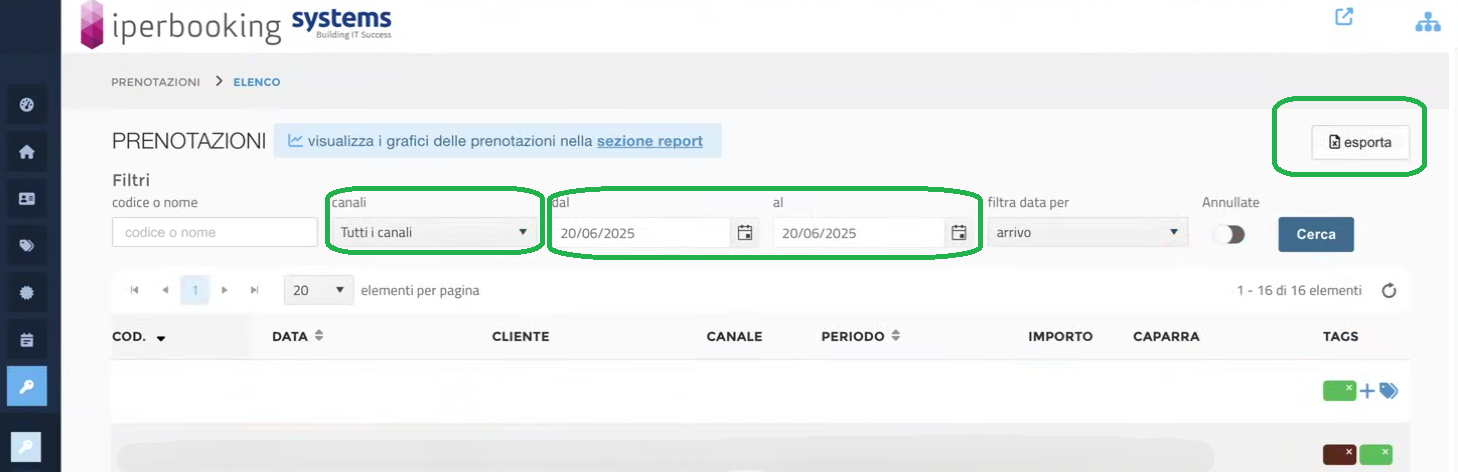 iperbooking systems
Building IT Success
PRENOTAZIONI > ELENCO
PRENOTAZIONI visualizza i grafici delle prenotazioni nella sezione report esporta
Filtri
codice o nome canali dal al filtra data per Annullate
codice o nome Tutti i canali 20/06/2025 20/06/2025 arrivo Cerca
1 20 elementi per pagina 1 - 16 di 16 elementi
COD. DATA CLIENTE CANALE PERIODO IMPORTO CAPARRA TAGS